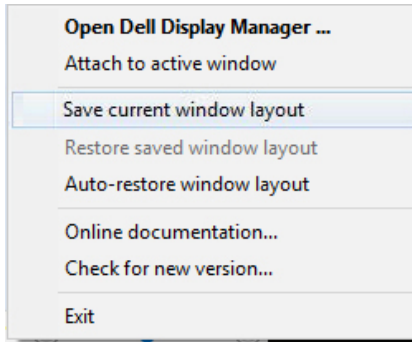 Open Dell Display Manager ...
Attach to active window
Save current window layout
Restore saved window layout
Auto-restore window layout
Online documentation...
Check for new version...
Exit